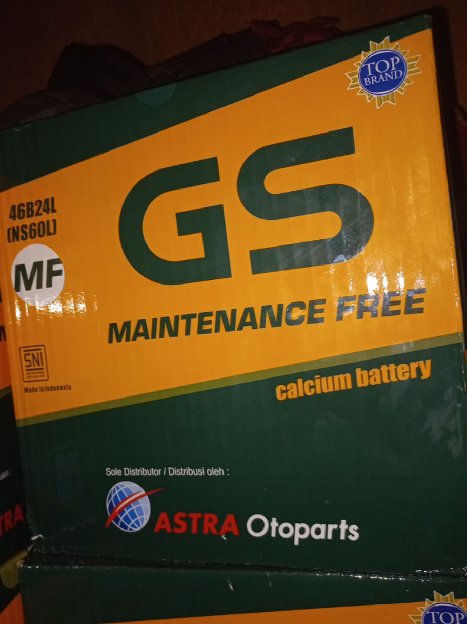 TOP
BRAND
GS
46B24L
(NS60L)
MF
MAINTENANCE FREE
SNI
Made in Indonesia
calcium battery
Sole Distributor / Distribusi oleh :
ASTRA Otoparts
TOP
BRAND